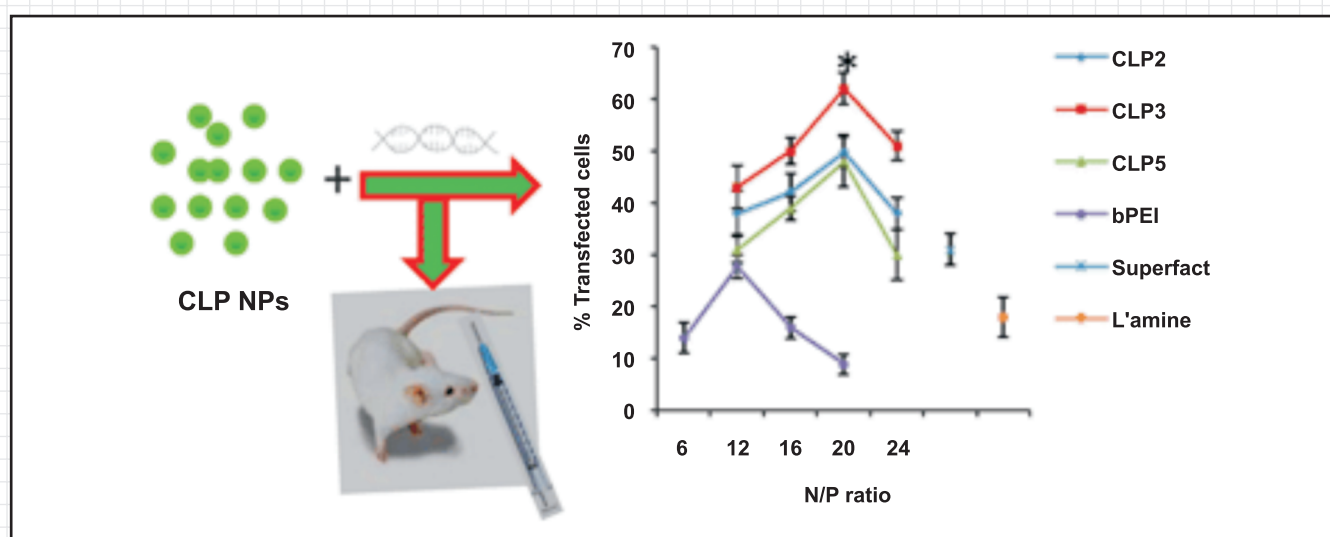 +
CLP NPs
% Transfected cells
70
60
50
40
30
20
10
0
*
6 12 16 20 24
N/P ratio
CLP2
CLP3
CLP5
bPEI
Superfact
L'amine